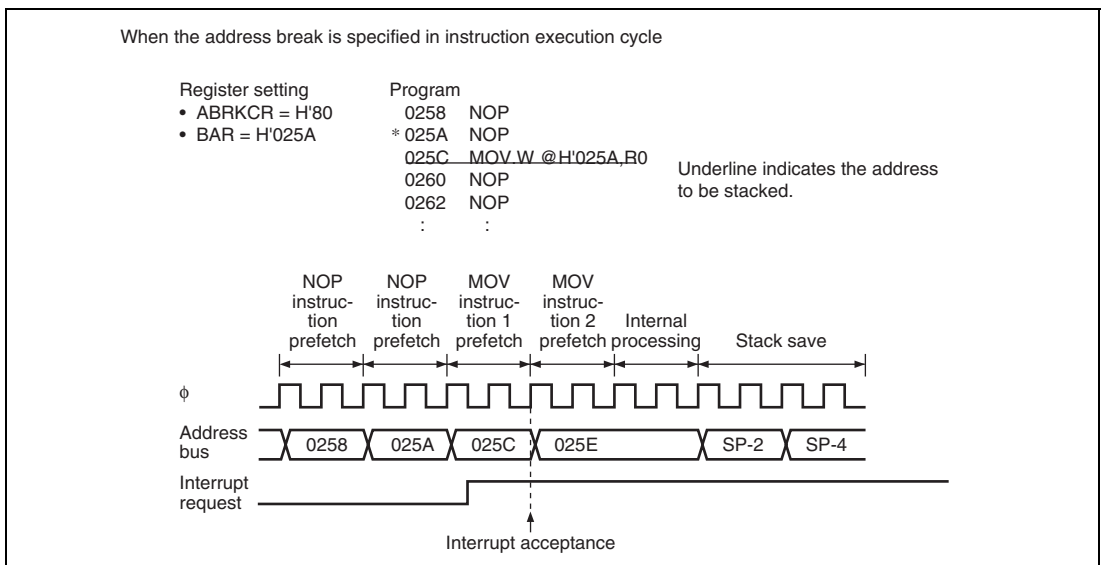 When the address break is specified in instruction execution cycle
Register setting
• ABRKCR = H'80
• BAR = H'025A
Program
0258 NOP
* 025A NOP
025C MOV.W @H'025A,R0
0260 NOP
0262 NOP
: :
Underline indicates the address
to be stacked.
NOP
instruc-
tion
prefetch
NOP
instruc-
tion
prefetch
MOV
instruc-
tion 1
prefetch
MOV
instruc-
tion 2
prefetch
Internal
processing
Stack save
φ
Address
bus
0258 025A 025C 025E SP-2 SP-4
Interrupt
request
Interrupt acceptance